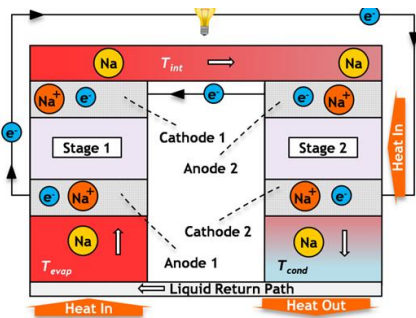 e-
Na
T_int
Na
Na+ e-
e-
e- Na+
e-
Cathode 1
Stage 1
Anode 2
Stage 2
Heat In
e- Na+
Cathode 2
Na+ e-
Na
Na
T_evap
Anode 1
T_cond
Liquid Return Path
Heat In
Heat Out